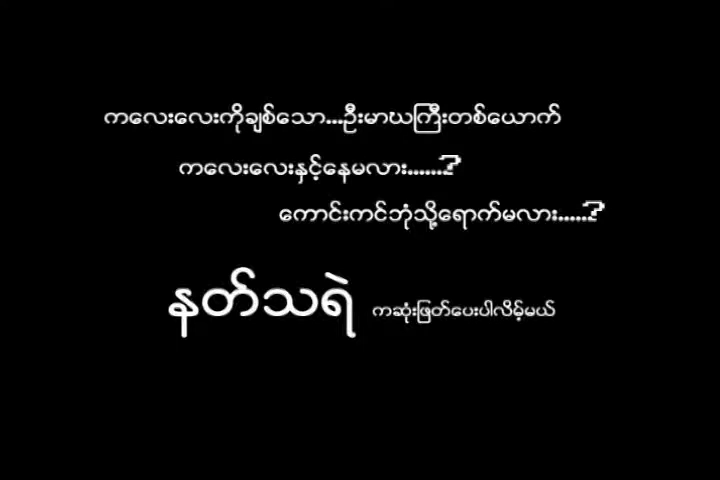 ကလေးလေးကိုချစ်သော...ဦးမာဃကြီးတစ်ယောက်
ကလေးလေးနှင့်နေမလား.......?
ကောင်းကင်ဘုံသို့ရောက်မလား......?
နတ်သရဲ ကဆုံးဖြတ်ပေးပါလိမ့်မယ်